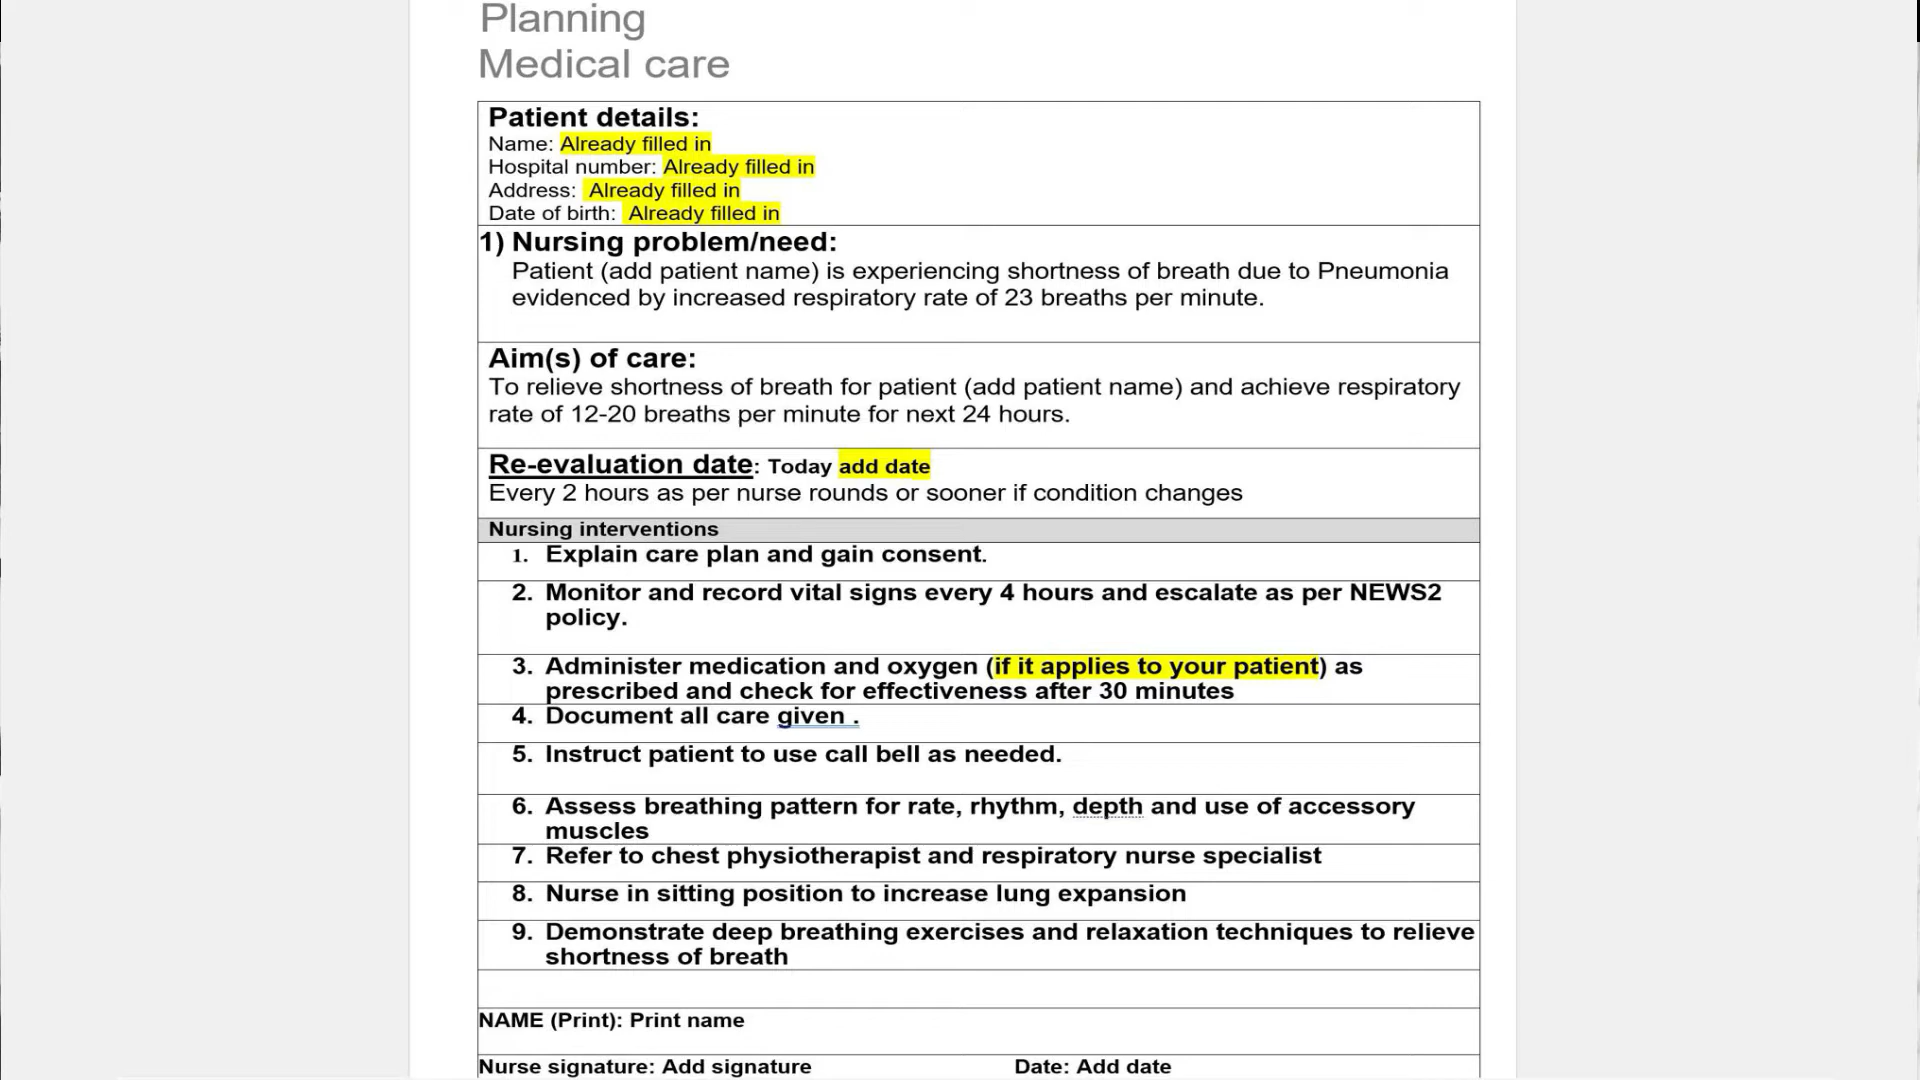 Planning
Medical care
Patient details:
Name: Already filled in
Hospital number: Already filled in
Address: Already filled in
Date of birth: Already filled in
1) Nursing problem/need:
Patient (add patient name) is experiencing shortness of breath due to Pneumonia
evidenced by increased respiratory rate of 23 breaths per minute.
Aim(s) of care:
To relieve shortness of breath for patient (add patient name) and achieve respiratory
rate of 12-20 breaths per minute for next 24 hours.
Re-evaluation date: Today add date
Every 2 hours as per nurse rounds or sooner if condition changes
Nursing interventions
1. Explain care plan and gain consent.
2. Monitor and record vital signs every 4 hours and escalate as per NEWS2
policy.
3. Administer medication and oxygen (if it applies to your patient) as
prescribed and check for effectiveness after 30 minutes
4. Document all care given .
5. Instruct patient to use call bell as needed.
6. Assess breathing pattern for rate, rhythm, depth and use of accessory
muscles
7. Refer to chest physiotherapist and respiratory nurse specialist
8. Nurse in sitting position to increase lung expansion
9. Demonstrate deep breathing exercises and relaxation techniques to relieve
shortness of breath
NAME (Print): Print name
Nurse signature: Add signature Date: Add date